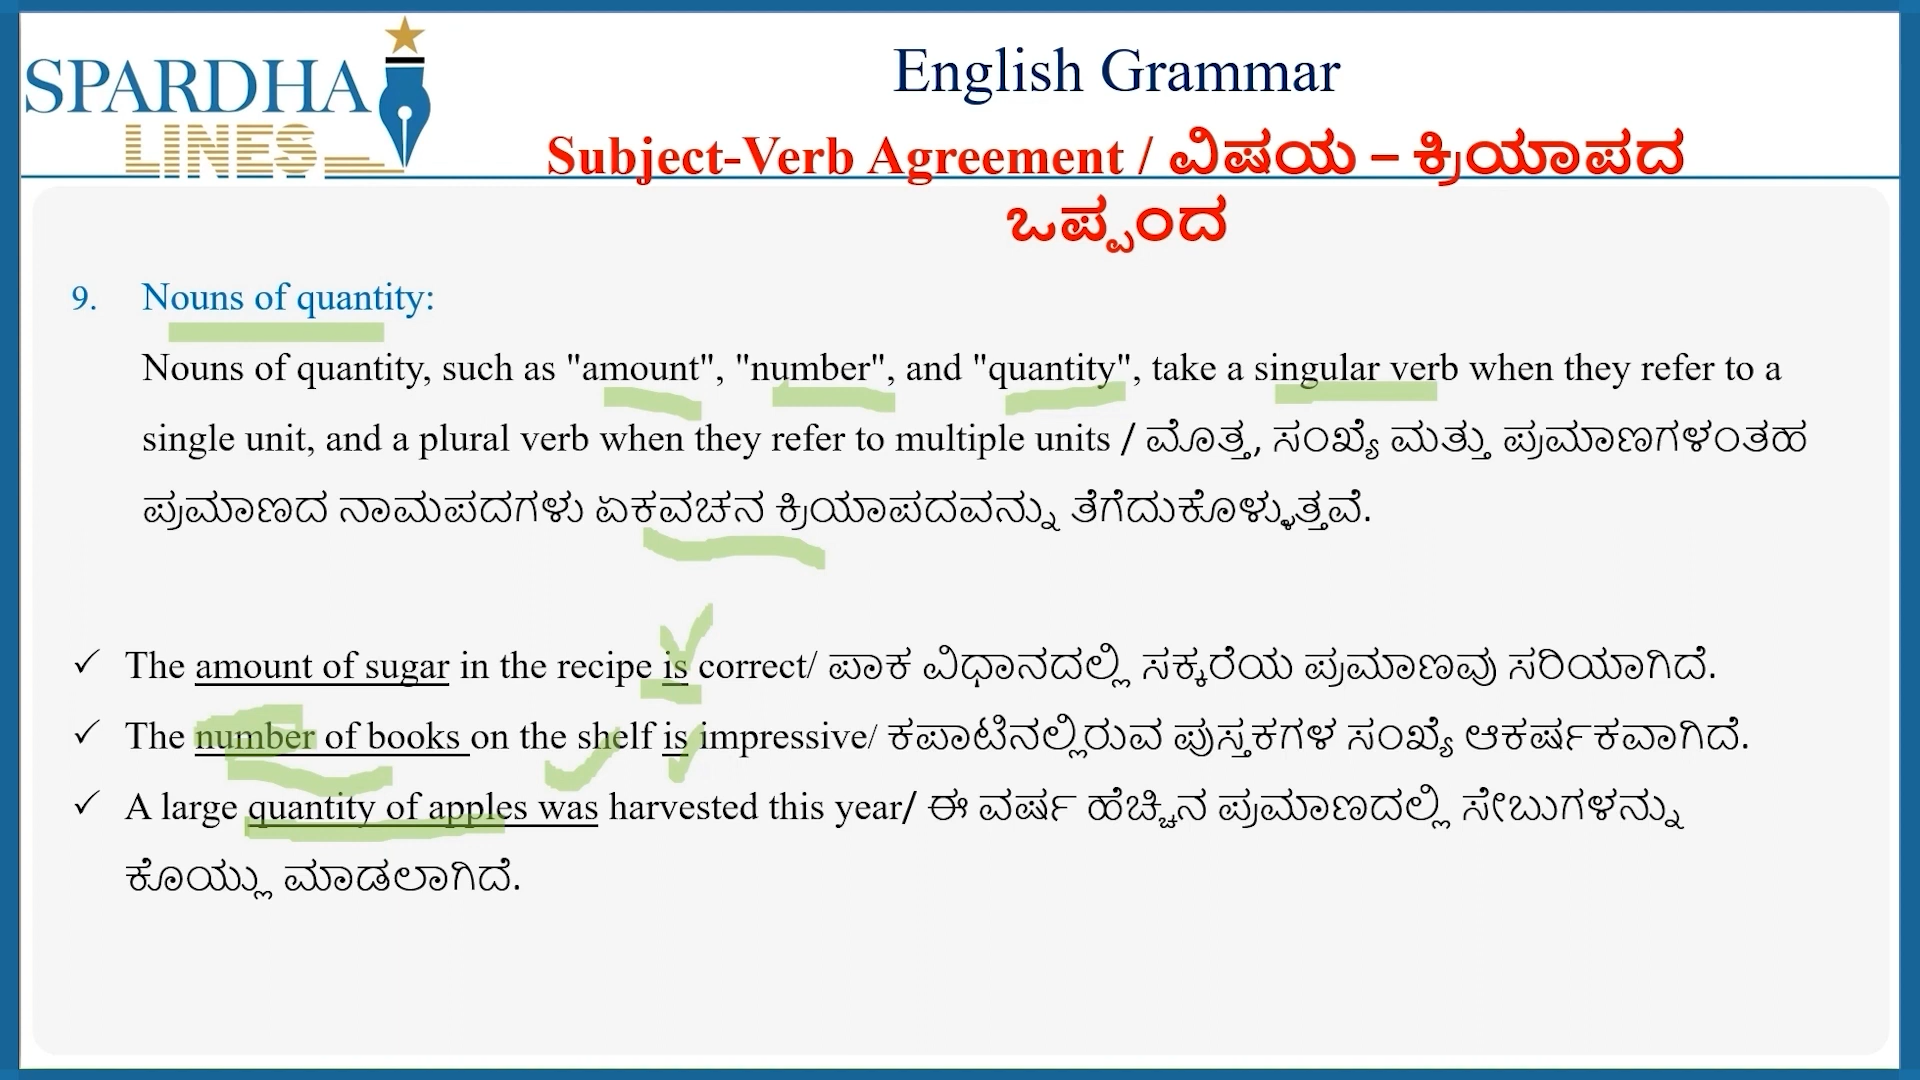 SPARDHA
LINES
English Grammar
Subject-Verb Agreement / ವಿಷಯ – ಕ್ರಿಯಾಪದ
ಒಪ್ಪಂದ
9. Nouns of quantity:
Nouns of quantity, such as "amount", "number", and "quantity", take a singular verb when they refer to a
single unit, and a plural verb when they refer to multiple units / ಮೊತ್ತ, ಸಂಖ್ಯೆ ಮತ್ತು ಪ್ರಮಾಣಗಳಂತಹ
ಪ್ರಮಾಣದ ನಾಮಪದಗಳು ಏಕವಚನ ಕ್ರಿಯಾಪದವನ್ನು ತೆಗೆದುಕೊಳ್ಳುತ್ತವೆ.
✓ The amount of sugar in the recipe is correct/ ಪಾಕ ವಿಧಾನದಲ್ಲಿ ಸಕ್ಕರೆಯ ಪ್ರಮಾಣವು ಸರಿಯಾಗಿದೆ.
✓ The number of books on the shelf is impressive/ ಕಪಾಟಿನಲ್ಲಿರುವ ಪುಸ್ತಕಗಳ ಸಂಖ್ಯೆ ಆಕರ್ಷಕವಾಗಿದೆ.
✓ A large quantity of apples was harvested this year/ ಈ ವರ್ಷ ಹೆಚ್ಚಿನ ಪ್ರಮಾಣದಲ್ಲಿ ಸೇಬುಗಳನ್ನು
ಕೊಯ್ಲು ಮಾಡಲಾಗಿದೆ.